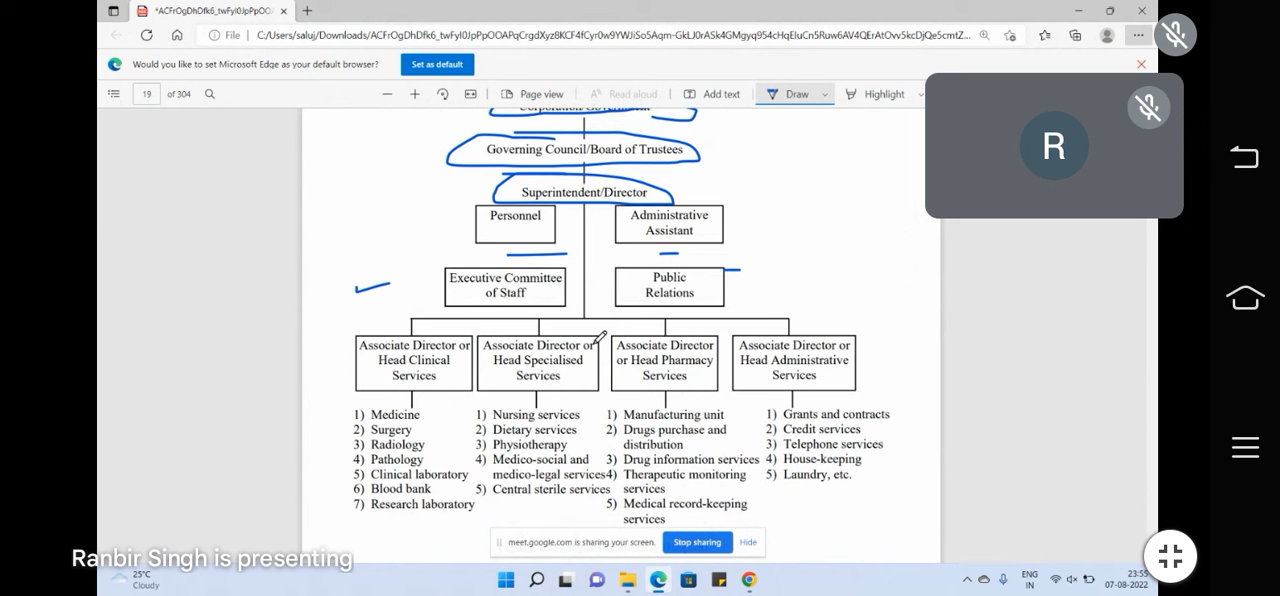 *ACFrOgDhDfk6_twFyI0JpPpOO
File
C:/Users/saluj/Downloads/
Would you like to set Microsoft Edge as your default browser?
Set as default
19
of 304
Page view
Read aloud
Add text
Draw
Highlight
R
Governing Council/Board of Trustees
Superintendent/Director
Personnel
Administrative
Assistant
Executive Committee
of Staff
Public
Relations
Associate Director or
Head Clinical
Services
Associate Director or
Head Specialised
Services
Associate Director
or Head Pharmacy
Services
Associate Director or
Head Administrative
Services
1) Medicine
2) Surgery
3) Radiology
4) Pathology
5) Clinical laboratory
6) Blood bank
7) Research laboratory
1) Nursing services
2) Dietary services
3) Physiotherapy
4) Medico-social and
medico-legal services
5) Central sterile services
1) Manufacturing unit
2) Drugs purchase and
distribution
3) Drug information services
4) Therapeutic monitoring
services
5) Medical record-keeping
services
1) Grants and contracts
2) Credit services
3) Telephone services
4) House-keeping
5) Laundry, etc.
meet.google.com is sharing your screen.
Stop sharing
Hide
Ranbir Singh is presenting
25°C
Cloudy
ENG
IN
23:55
07-08-2022